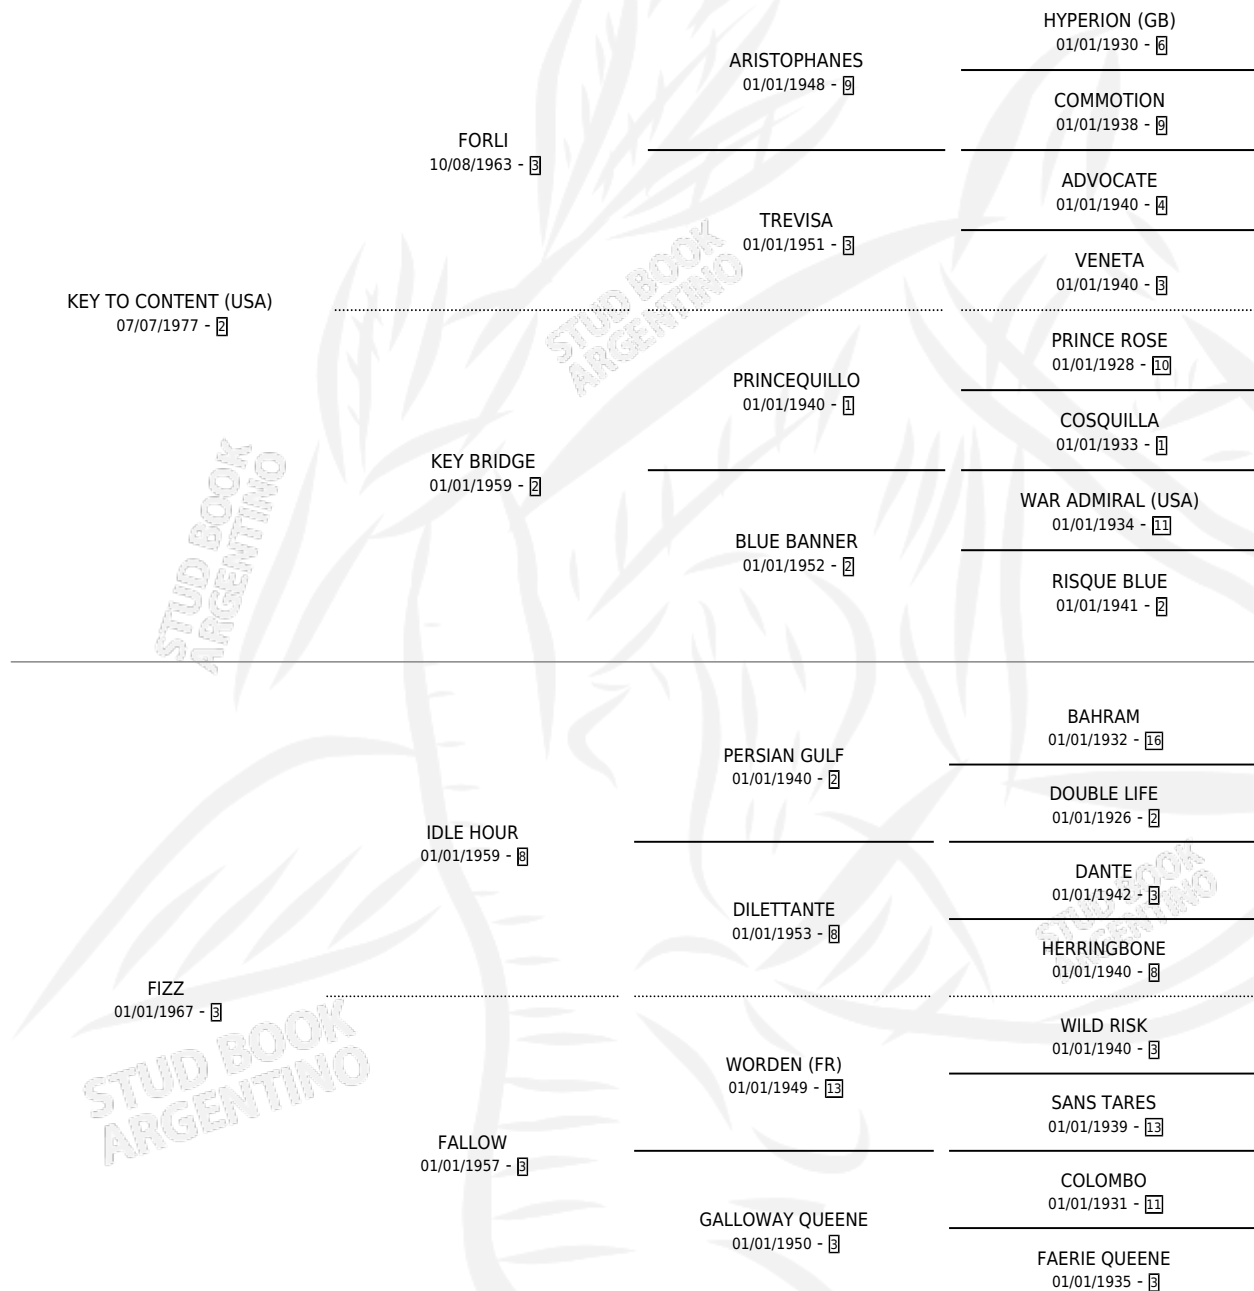 HYPERION (GB)
01/01/1930 - 6
ARISTOPHANES
01/01/1948 - 9
COMMOTION
01/01/1938 - 9
FORLI
10/08/1963 - 3
ADVOCATE
01/01/1940 - 4
TREVISA
01/01/1951 - 3
VENETA
01/01/1940 - 3
KEY TO CONTENT (USA)
07/07/1977 - 2
PRINCE ROSE
01/01/1928 - 10
PRINCEQUILLO
01/01/1940 - 1
COSQUILLA
01/01/1933 - 1
KEY BRIDGE
01/01/1959 - 2
WAR ADMIRAL (USA)
01/01/1934 - 11
BLUE BANNER
01/01/1952 - 2
RISQUE BLUE
01/01/1941 - 2
BAHRAM
01/01/1932 - 16
PERSIAN GULF
01/01/1940 - 2
DOUBLE LIFE
01/01/1926 - 2
IDLE HOUR
01/01/1959 - 8
DANTE
01/01/1942 - 3
DILETTANTE
01/01/1953 - 8
HERRINGBONE
01/01/1940 - 8
FIZZ
01/01/1967 - 3
WILD RISK
01/01/1940 - 3
WORDEN (FR)
01/01/1949 - 13
SANS TARES
01/01/1939 - 13
FALLOW
01/01/1957 - 3
COLOMBO
01/01/1931 - 11
GALLOWAY QUEENE
01/01/1950 - 3
FAERIE QUEENE
01/01/1935 - 3
STUD BOOK
ARGENTINO
STUD BOOK
ARGENTINO
STUD BOOK
ARGENTINO
STUD BOOK
ARGENTINO